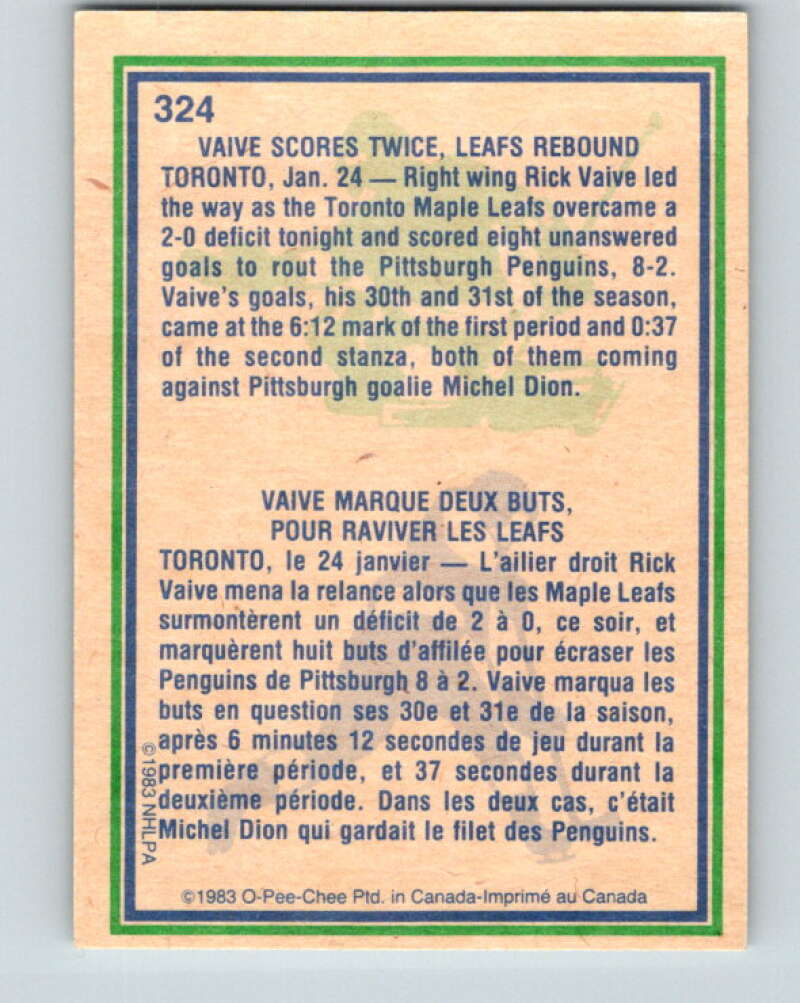 324
VAIVE SCORES TWICE, LEAFS REBOUND
TORONTO, Jan. 24 — Right wing Rick Vaive led
the way as the Toronto Maple Leafs overcame a
2-0 deficit tonight and scored eight unanswered
goals to rout the Pittsburgh Penguins, 8-2.
Vaive's goals, his 30th and 31st of the season,
came at the 6:12 mark of the first period and 0:37
of the second stanza, both of them coming
against Pittsburgh goalie Michel Dion.
VAIVE MARQUE DEUX BUTS,
POUR RAVIVER LES LEAFS
TORONTO, le 24 janvier — L'ailier droit Rick
Vaive mena la relance alors que les Maple Leafs
surmontèrent un déficit de 2 à 0, ce soir, et
marquèrent huit buts d'affilée pour écraser les
Penguins de Pittsburgh 8 à 2. Vaive marqua les
buts en question ses 30e et 31e de la saison,
après 6 minutes 12 secondes de jeu durant la
première période, et 37 secondes durant la
deuxième période. Dans les deux cas, c'était
Michel Dion qui gardait le filet des Penguins.
©1983 NHLPA
©1983 O-Pee-Chee Ptd. in Canada-Imprimé au Canada